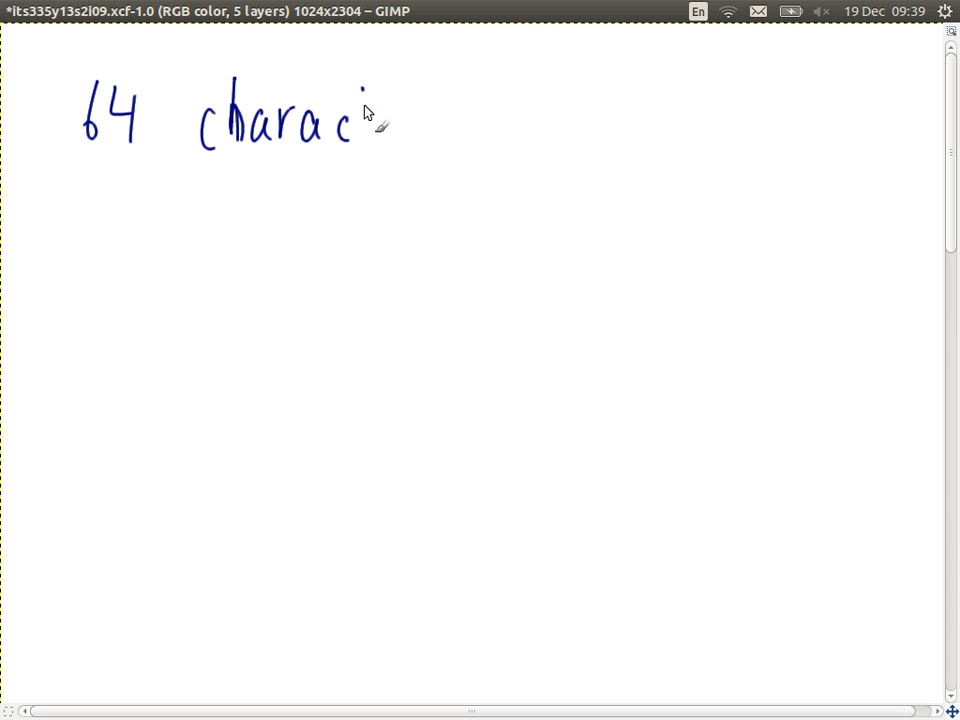 *its335y13s2i09.xcf-1.0 (RGB color, 5 layers) 1024x2304 – GIMP En 19 Dec 09:39
64 charac